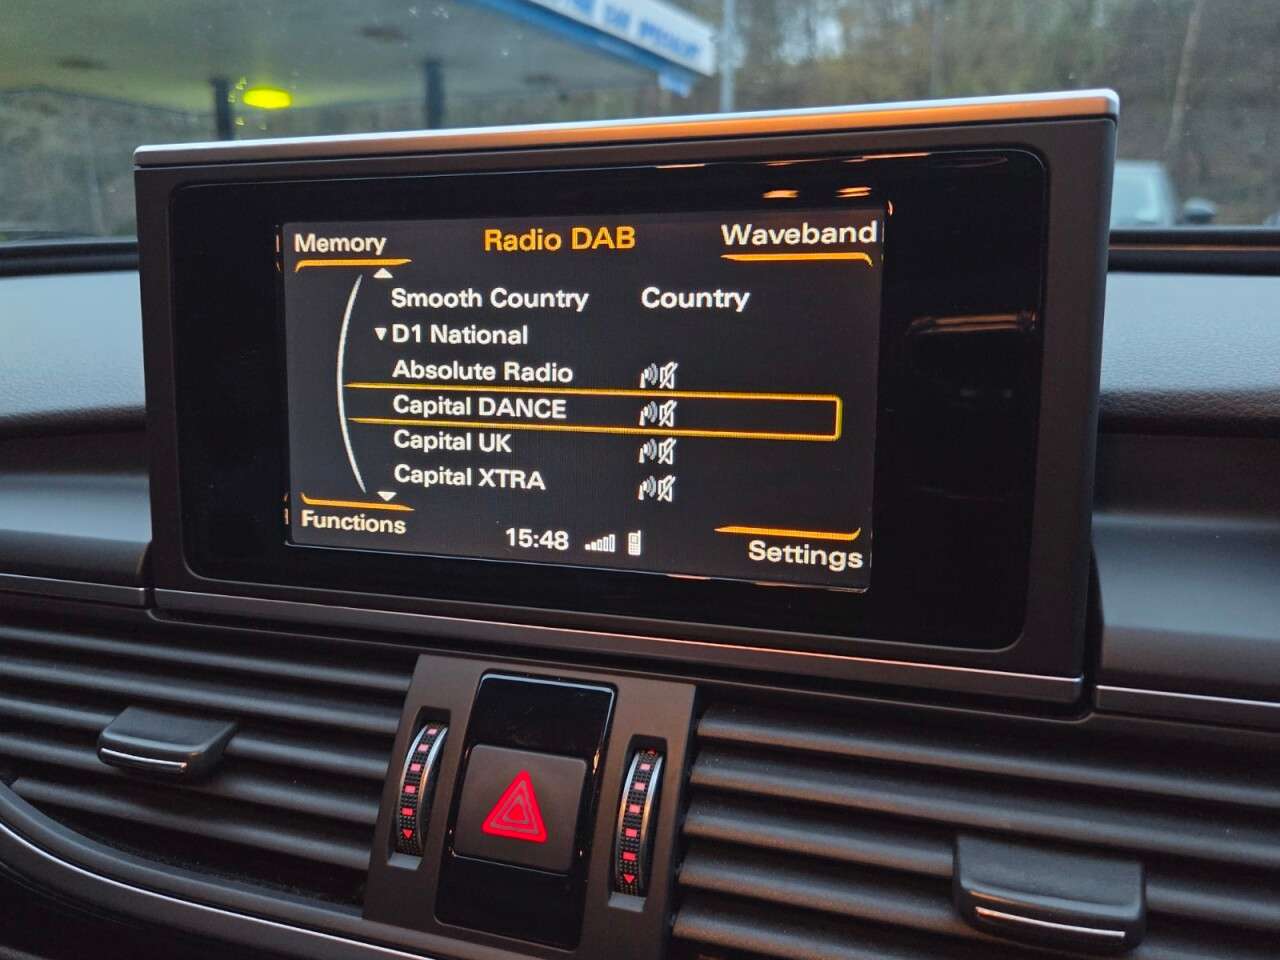 Memory Radio DAB Waveband
Smooth Country Country
D1 National
Absolute Radio
Capital DANCE
Capital UK
Capital XTRA
Functions 15:48 Settings